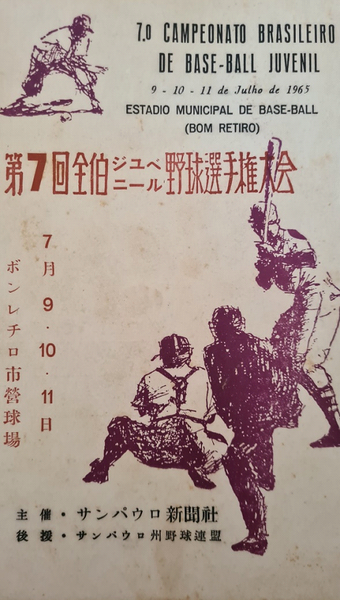 7.º CAMPEONATO BRASILEIRO
DE BASE-BALL JUVENIL
9 - 10 - 11 de Julho de 1965
ESTADIO MUNICIPAL DE BASE-BALL
(BOM RETIRO)
第7回全伯ジユベニール野球選手権大会
7月9·10·11日
ボンレチロ市營球場
主催・サンパウロ新聞社
後援・サンパウロ州野球連盟